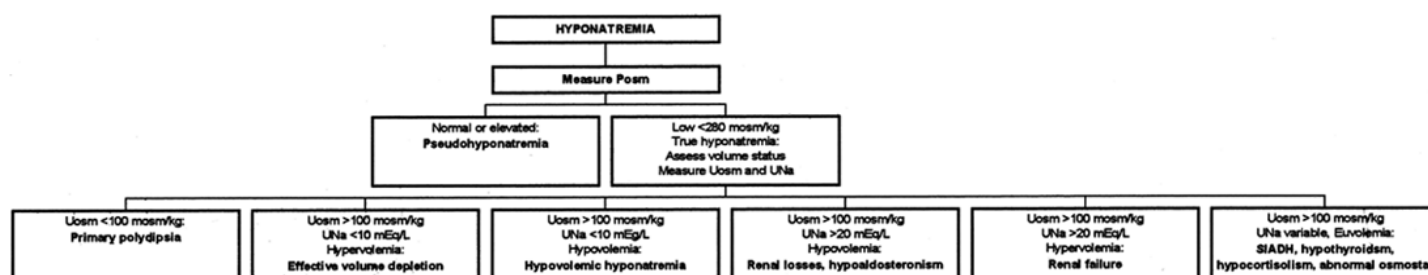 HYPONATREMIA
Measure Posm
Normal or elevated:
Pseudohyponatremia
Low <280 mosm/kg
True hyponatremia:
Assess volume status
Measure Uosm and UNa
Uosm <100 mosm/kg:
Primary polydipsia
Uosm >100 mosm/kg
UNa <10 mEq/L
Hypervolemia:
Effective volume depletion
Uosm >100 mosm/kg
UNa <10 mEg/L
Hypovolemia:
Hypovolemic hyponatremia
Uosm >100 mosm/kg
UNa >20 mEq/L
Hypovolemia:
Renal losses, hypoaldosteronism
Uosm >100 mosm/kg
UNa >20 mEq/L
Hypervolemia:
Renal failure
Uosm >100 mosm/kg
UNa variable, Euvolemia:
SIADH, hypothyroidsm,
hypocortisolism, abnormal osmosta